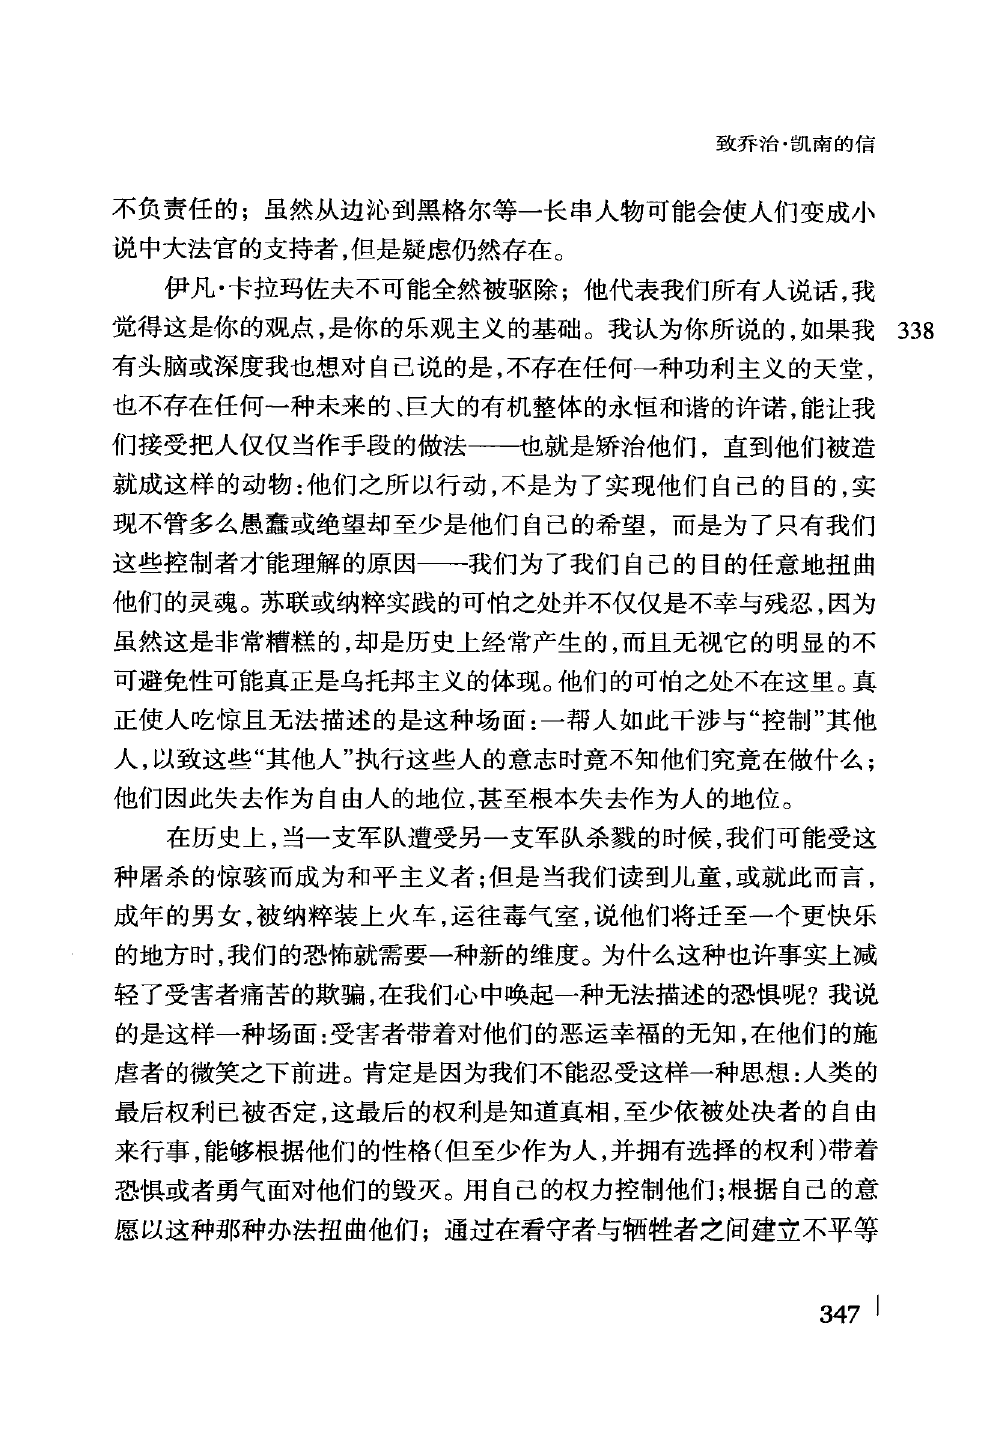 致乔治·凯南的信
不负责任的；虽然从边沁到黑格尔等一长串人物可能会使人们变成小
说中大法官的支持者,但是疑虑仍然存在。
伊凡·卡拉玛佐夫不可能全然被驱除；他代表我们所有人说话,我
觉得这是你的观点,是你的乐观主义的基础。我认为你所说的,如果我 338
有头脑或深度我也想对自己说的是,不存在任何一种功利主义的天堂,
也不存在任何一种未来的、巨大的有机整体的永恒和谐的许诺,能让我
们接受把人仅仅当作手段的做法——也就是矫治他们，直到他们被造
就成这样的动物:他们之所以行动,不是为了实现他们自己的目的,实
现不管多么愚蠢或绝望却至少是他们自己的希望，而是为了只有我们
这些控制者才能理解的原因——我们为了我们自己的目的任意地扭曲
他们的灵魂。苏联或纳粹实践的可怕之处并不仅仅是不幸与残忍,因为
虽然这是非常糟糕的,却是历史上经常产生的,而且无视它的明显的不
可避免性可能真正是乌托邦主义的体现。他们的可怕之处不在这里。真
正使人吃惊且无法描述的是这种场面:一帮人如此干涉与“控制”其他
人,以致这些“其他人”执行这些人的意志时竟不知他们究竟在做什么；
他们因此失去作为自由人的地位,甚至根本失去作为人的地位。
在历史上,当一支军队遭受另一支军队杀戮的时候,我们可能受这
种屠杀的惊骇而成为和平主义者;但是当我们读到儿童,或就此而言,
成年的男女,被纳粹装上火车,运往毒气室,说他们将迁至一个更快乐
的地方时,我们的恐怖就需要一种新的维度。为什么这种也许事实上减
轻了受害者痛苦的欺骗,在我们心中唤起一种无法描述的恐惧呢？我说
的是这样一种场面:受害者带着对他们的恶运幸福的无知,在他们的施
虐者的微笑之下前进。肯定是因为我们不能忍受这样一种思想:人类的
最后权利已被否定,这最后的权利是知道真相,至少依被处决者的自由
来行事,能够根据他们的性格(但至少作为人,并拥有选择的权利)带着
恐惧或者勇气面对他们的毁灭。用自己的权力控制他们;根据自己的意
愿以这种那种办法扭曲他们；通过在看守者与牺牲者之间建立不平等
347